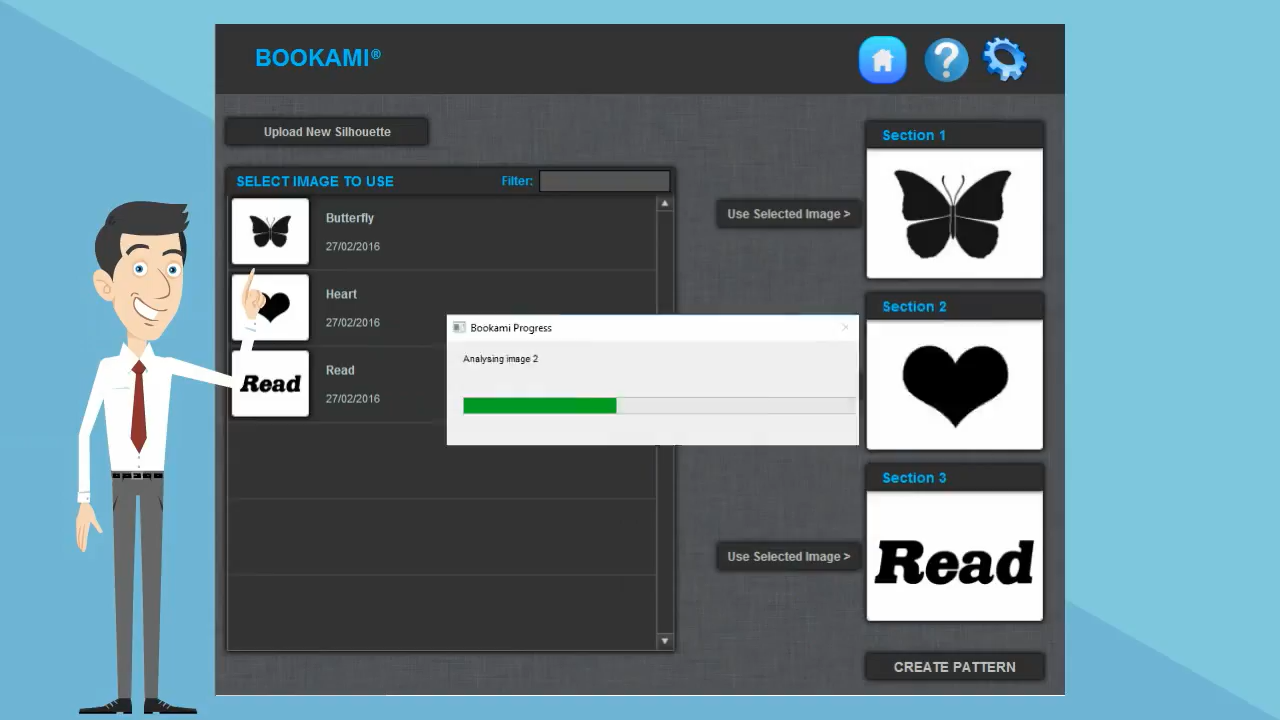 BOOKAMI®
?
Upload New Silhouette
SELECT IMAGE TO USE
Filter:
Butterfly
27/02/2016
Heart
27/02/2016
Read
Read
27/02/2016
Bookami Progress
Analysing image 2
Use Selected Image >
Use Selected Image >
Section 1
Section 2
Section 3
Read
CREATE PATTERN